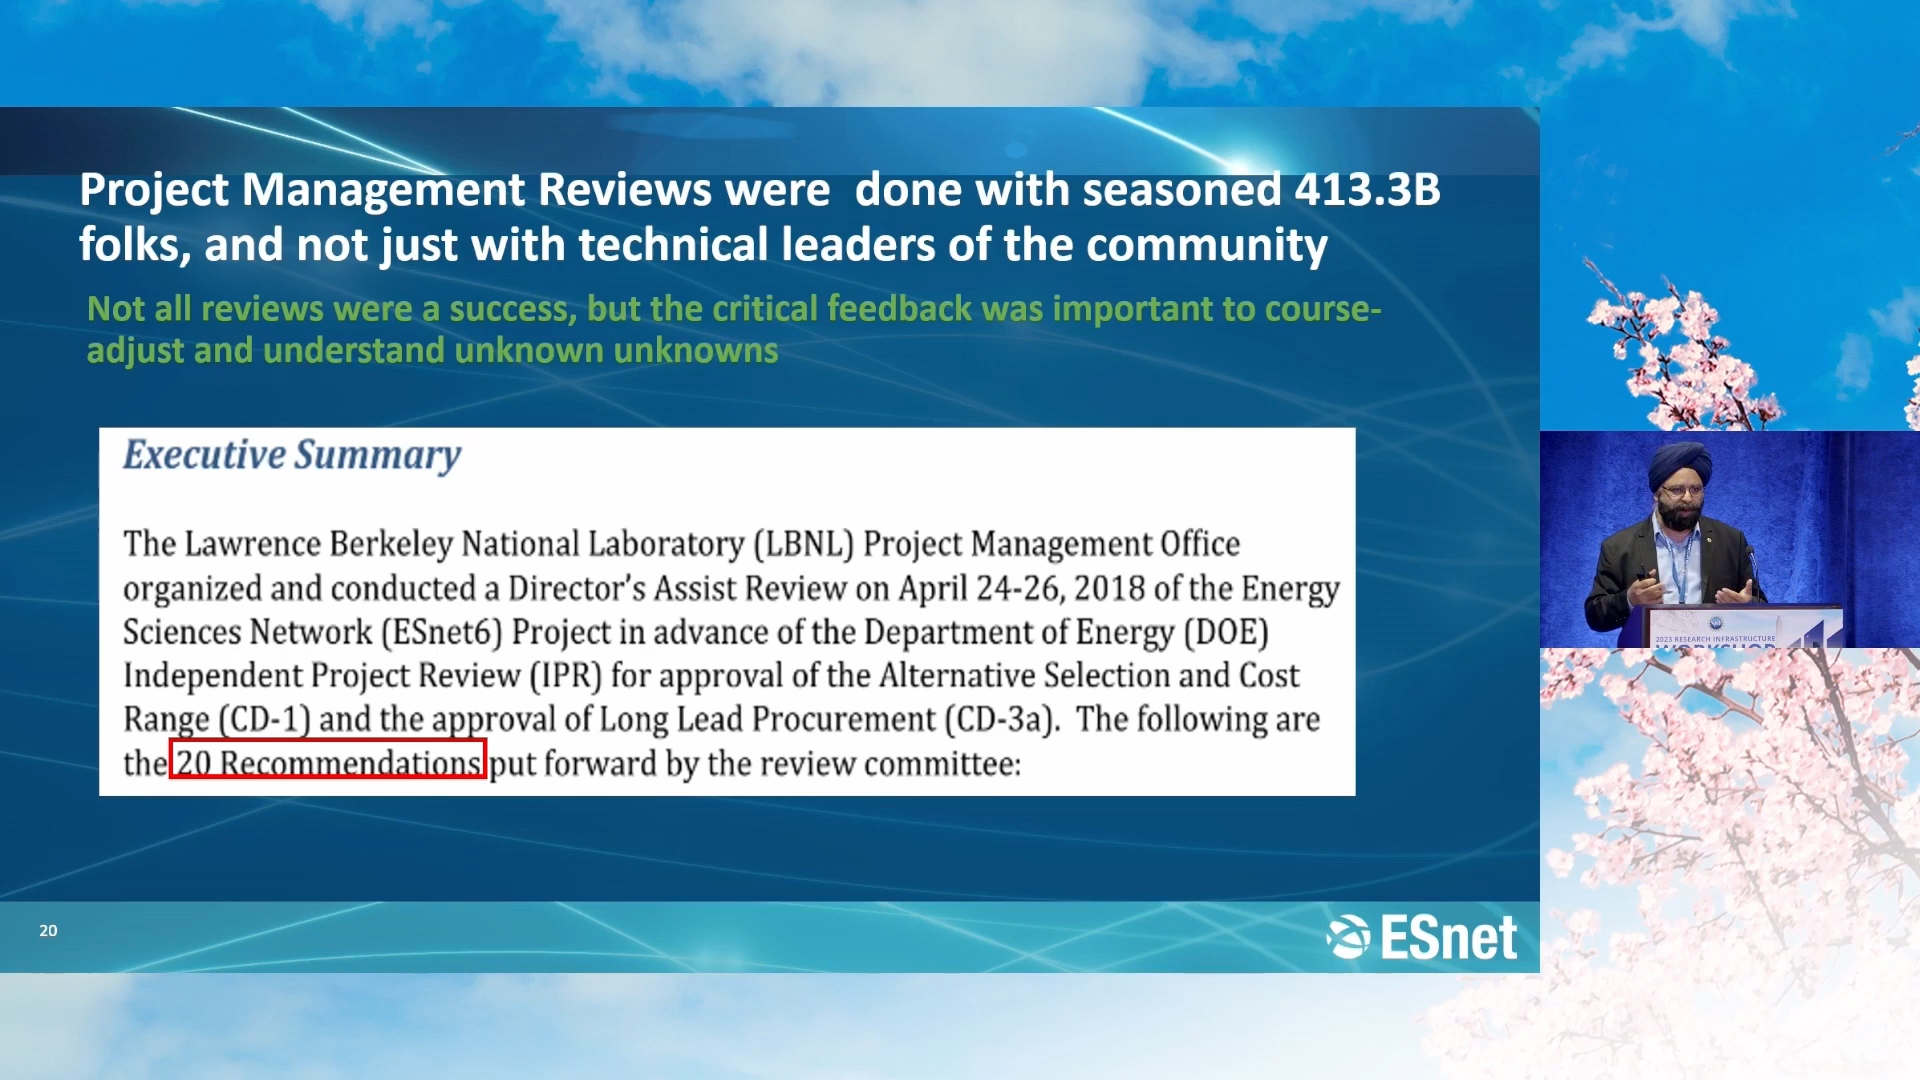 Project Management Reviews were  done with seasoned 413.3B
folks, and not just with technical leaders of the community
Not all reviews were a success, but the critical feedback was important to course-
adjust and understand unknown unknowns
Executive Summary
The Lawrence Berkeley National Laboratory (LBNL) Project Management Office
organized and conducted a Director's Assist Review on April 24-26, 2018 of the Energy
Sciences Network (ESnet6) Project in advance of the Department of Energy (DOE)
Independent Project Review (IPR) for approval of the Alternative Selection and Cost
Range (CD-1) and the approval of Long Lead Procurement (CD-3a).  The following are
the 20 Recommendations put forward by the review committee:
20
ESnet
2023 RESEARCH INFRASTRUCTURE
WORKSHOP